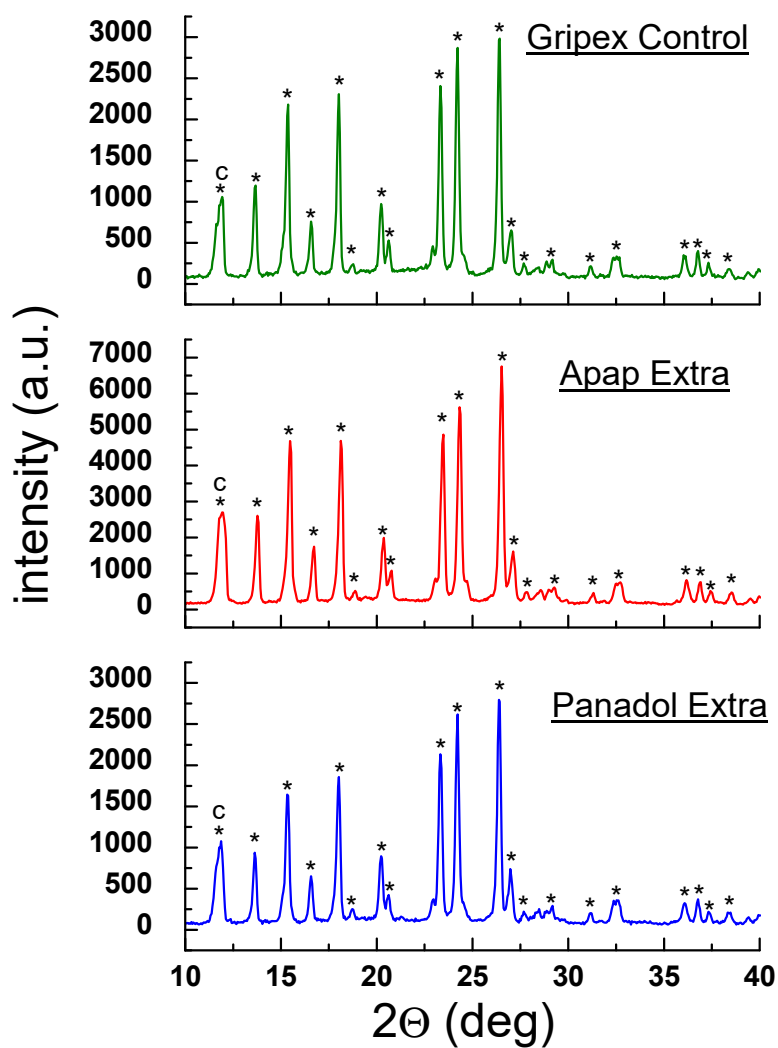 3000
2500
2000
1500
1000
500
0
Gripex Control
C
* * * * * * * * * * * * * * * * * * * * *
7000
6000
5000
4000
3000
2000
1000
0
Apap Extra
C
* * * * * * * * * * * * * * * * * * * *
intensity (a.u.)
3000
2500
2000
1500
1000
500
0
Panadol Extra
C
* * * * * * * * * * * * * * * * * * * *
10 15 20 25 30 35 40
2Θ (deg)